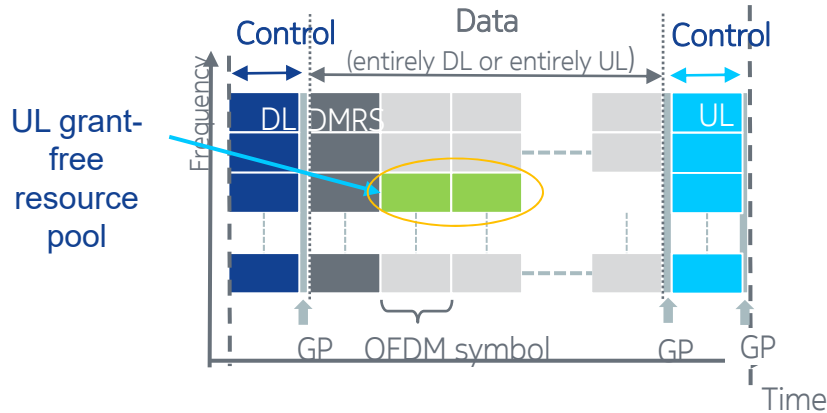 Data
Control
Control
(entirely DL or entirely UL)
Frequency
DL
DMRS
UL
UL grant-
free
resource
pool
GP
OFDM symbol
GP
GP
Time